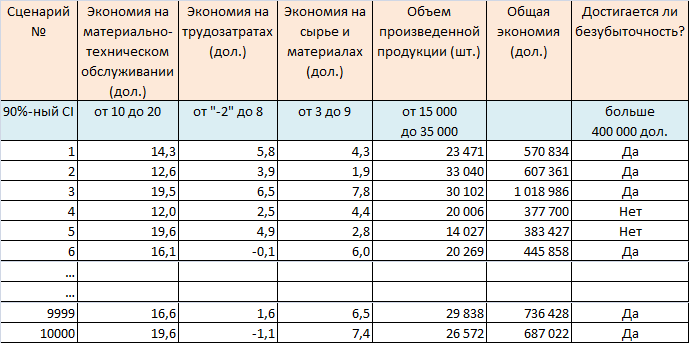 Сценарий № Экономия на материально-техническом обслуживании (дол.) Экономия на трудозатратах (дол.) Экономия на сырье и материалах (дол.) Объем произведенной продукции (шт.) Общая экономия (дол.) Достигается ли безубыточность?
90%-ный CI от 10 до 20 от "-2" до 8 от 3 до 9 от 15 000 до 35 000 больше 400 000 дол.
1 14,3 5,8 4,3 23 471 570 834 Да
2 12,6 3,9 1,9 33 040 607 361 Да
3 19,5 6,5 7,8 30 102 1 018 986 Да
4 12,0 2,5 4,4 20 006 377 700 Нет
5 19,6 4,9 2,8 14 027 383 427 Нет
6 16,1 -0,1 6,0 20 269 445 858 Да
...
...
9999 16,6 1,6 6,5 29 838 736 428 Да
10000 19,6 -1,1 7,4 26 572 687 022 Да